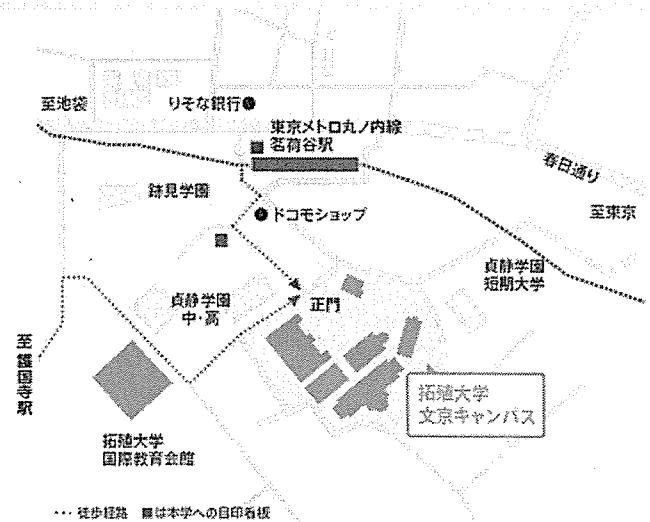 至池袋
りそな銀行
東京メトロ丸ノ内線
茗荷谷駅
春日通り
跡見学園
ドコモショップ
至東京
貞静学園
短期大学
貞静学園
中・高
正門
至護国寺駅
拓殖大学
文京キャンパス
拓殖大学
国際教育会館
･･･ 徒歩経路 ■は本学への目印看板